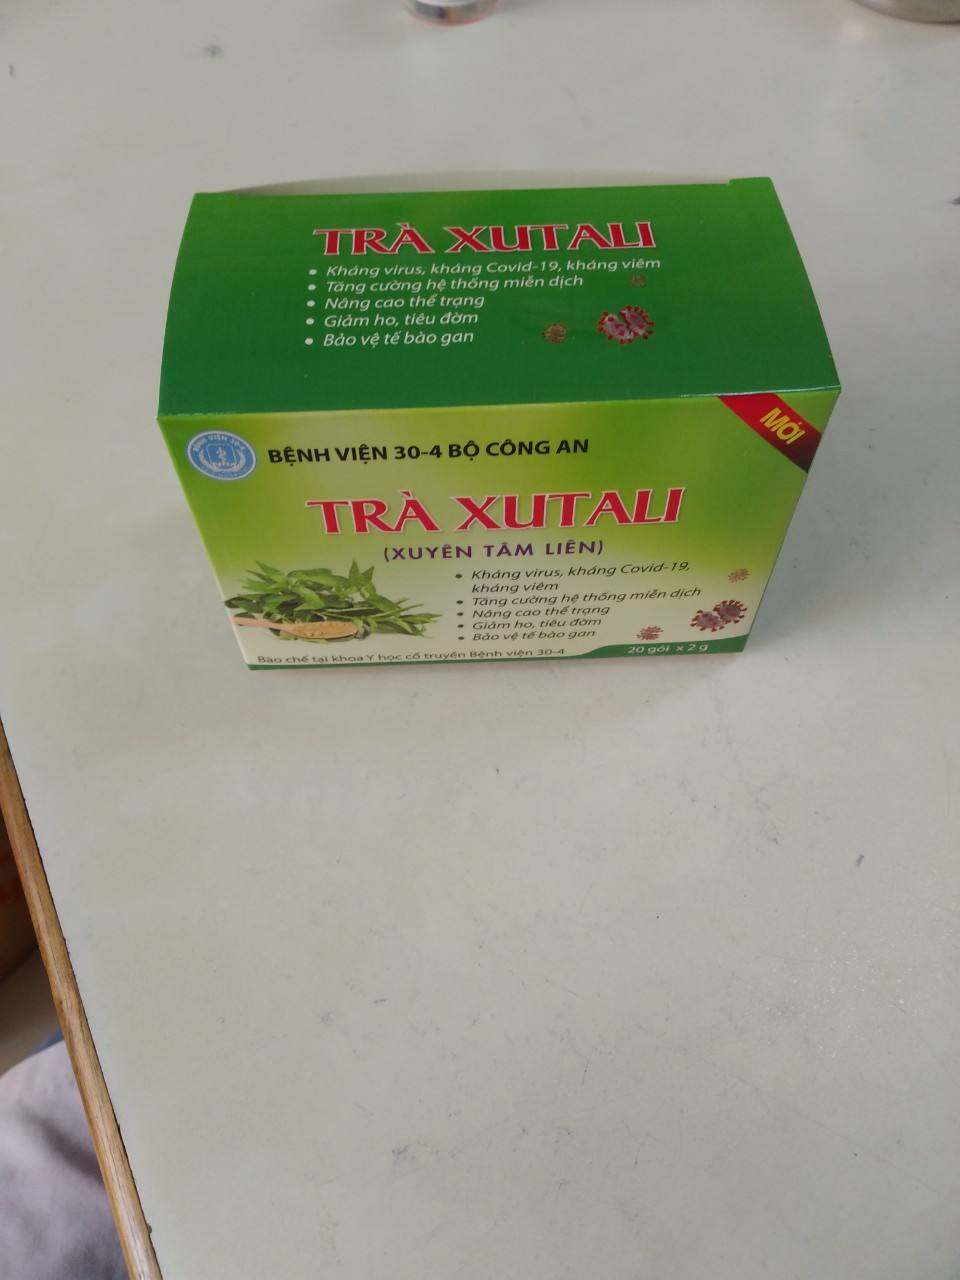 TRÀ XUTALI
• Kháng virus, kháng Covid-19, kháng viêm
• Tăng cường hệ thống miễn dịch
• Nâng cao thể trạng
• Giảm ho, tiêu đờm
• Bảo vệ tế bào gan
MỚI
BỆNH VIỆN 30-4
BỆNH VIỆN 30-4 BỘ CÔNG AN
TRÀ XUTALI
(XUYÊN TÂM LIÊN)
• Kháng virus, kháng Covid-19,
kháng viêm
• Tăng cường hệ thống miễn dịch
• Nâng cao thể trạng
• Giảm ho, tiêu đờm
• Bảo vệ tế bào gan
Bào chế tại khoa Y học cổ truyền Bệnh viện 30-4
20 gói x 2 g